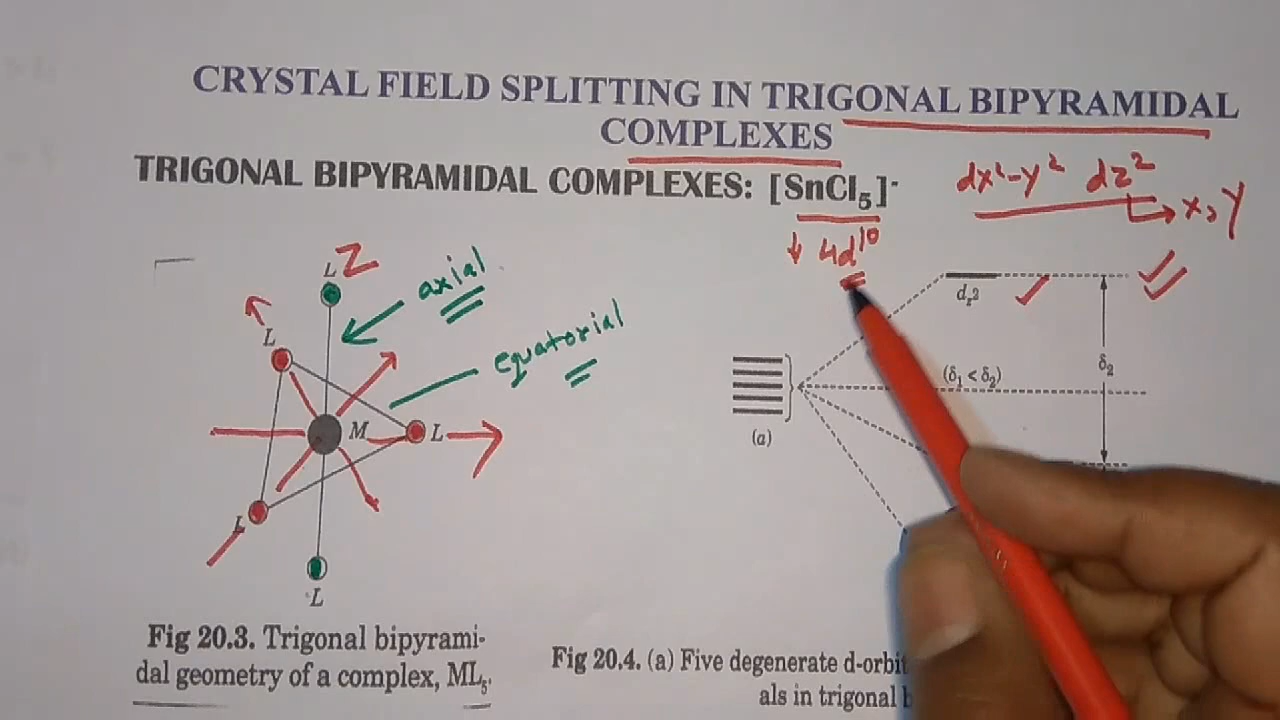 CRYSTAL FIELD SPLITTING IN TRIGONAL BIPYRAMIDAL
COMPLEXES
TRIGONAL BIPYRAMIDAL COMPLEXES: [SnCl₅]⁻
dx²-y² dz²
x, y
4d¹⁰
L Z
axial
equatorial
L
M L
L
L
d_z²
δ₂
(δ₁ < δ₂)
(a)
Fig 20.3. Trigonal bipyrami-
dal geometry of a complex, ML₅.
Fig 20.4. (a) Five degenerate d-orbit
als in trigonal b